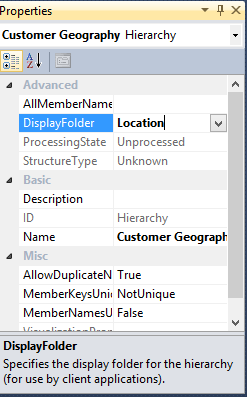 Properties
Customer Geography Hierarchy
Advanced
AllMemberName
DisplayFolder Location
ProcessingState Unprocessed
StructureType Unknown
Basic
Description
ID Hierarchy
Name Customer Geograph
Misc
AllowDuplicateN True
MemberKeysUni NotUnique
MemberNamesU False
DisplayFolder
Specifies the display folder for the hierarchy
(for use by client applications).